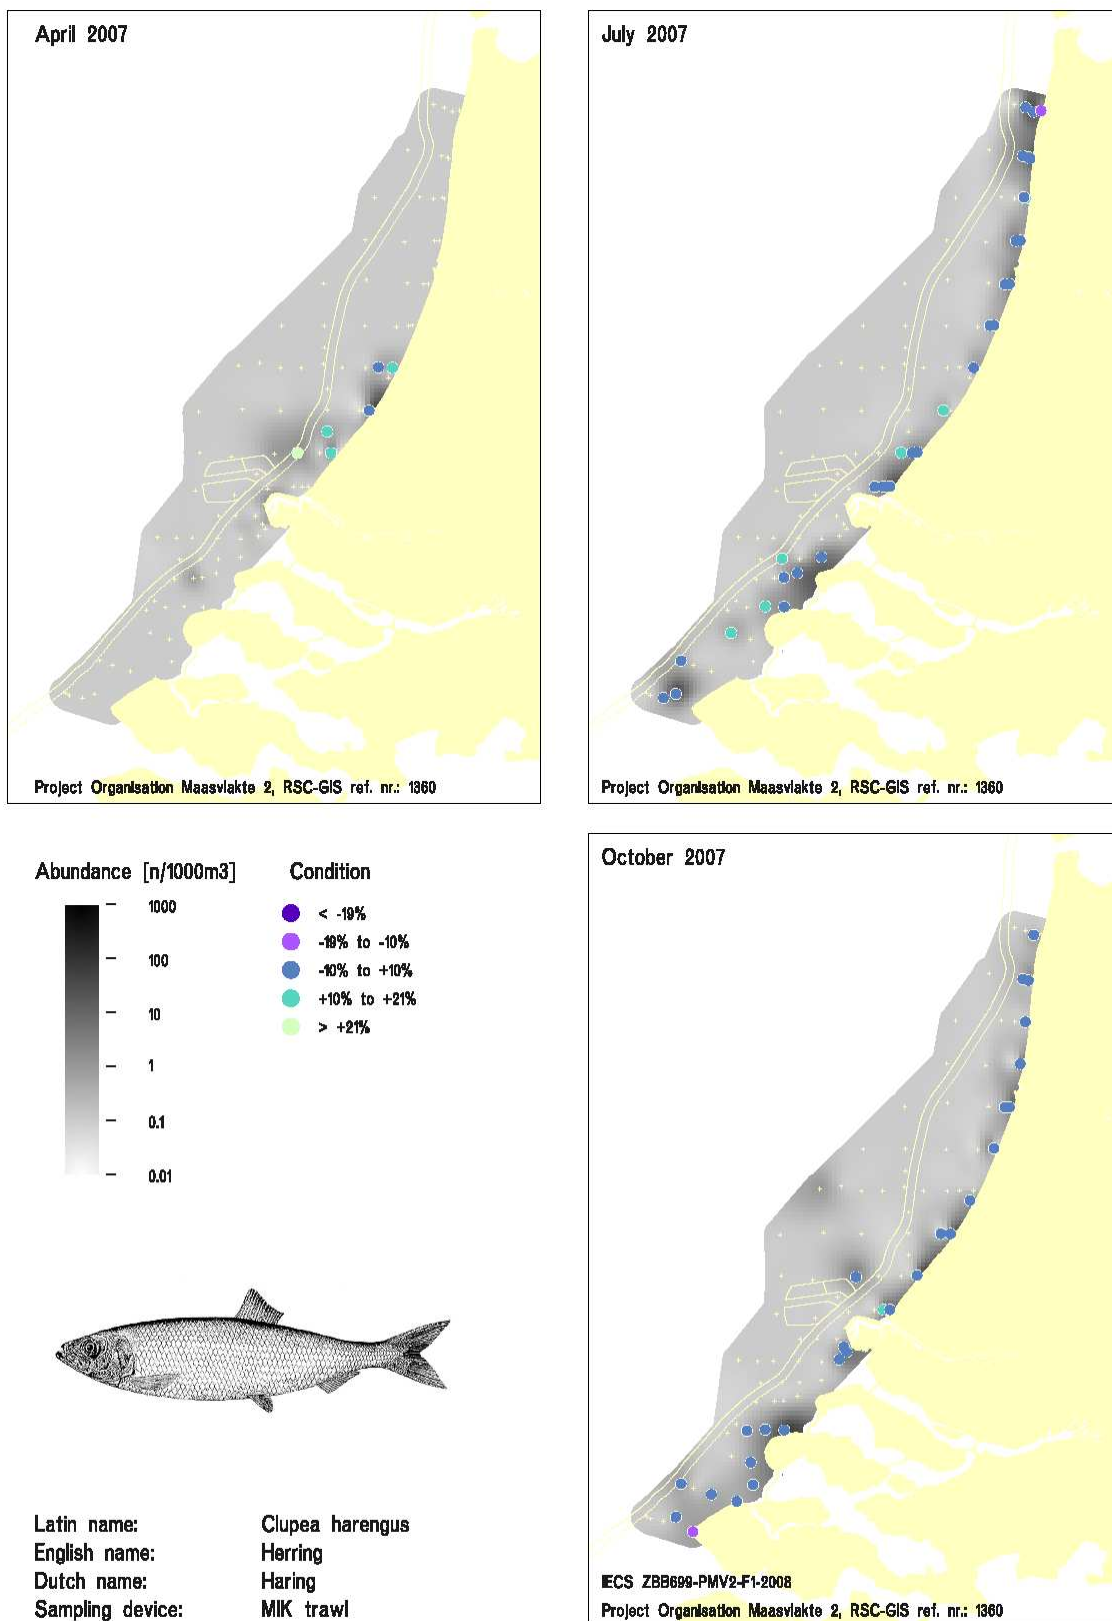 April 2007
July 2007
Project Organisation Maasvlakte 2, RSC-GIS ref. nr.: 1360
Project Organisation Maasvlakte 2, RSC-GIS ref. nr.: 1360
Abundance [n/1000m3]
1000
100
10
1
0.1
0.01
Condition
< -19%
-19% to -10%
-10% to +10%
+10% to +21%
> +21%
October 2007
Latin name: Clupea harengus
English name: Herring
Dutch name: Haring
Sampling device: MIK trawl
IECS ZBB699-PMV2-F1-2008
Project Organisation Maasvlakte 2, RSC-GIS ref. nr.: 1360